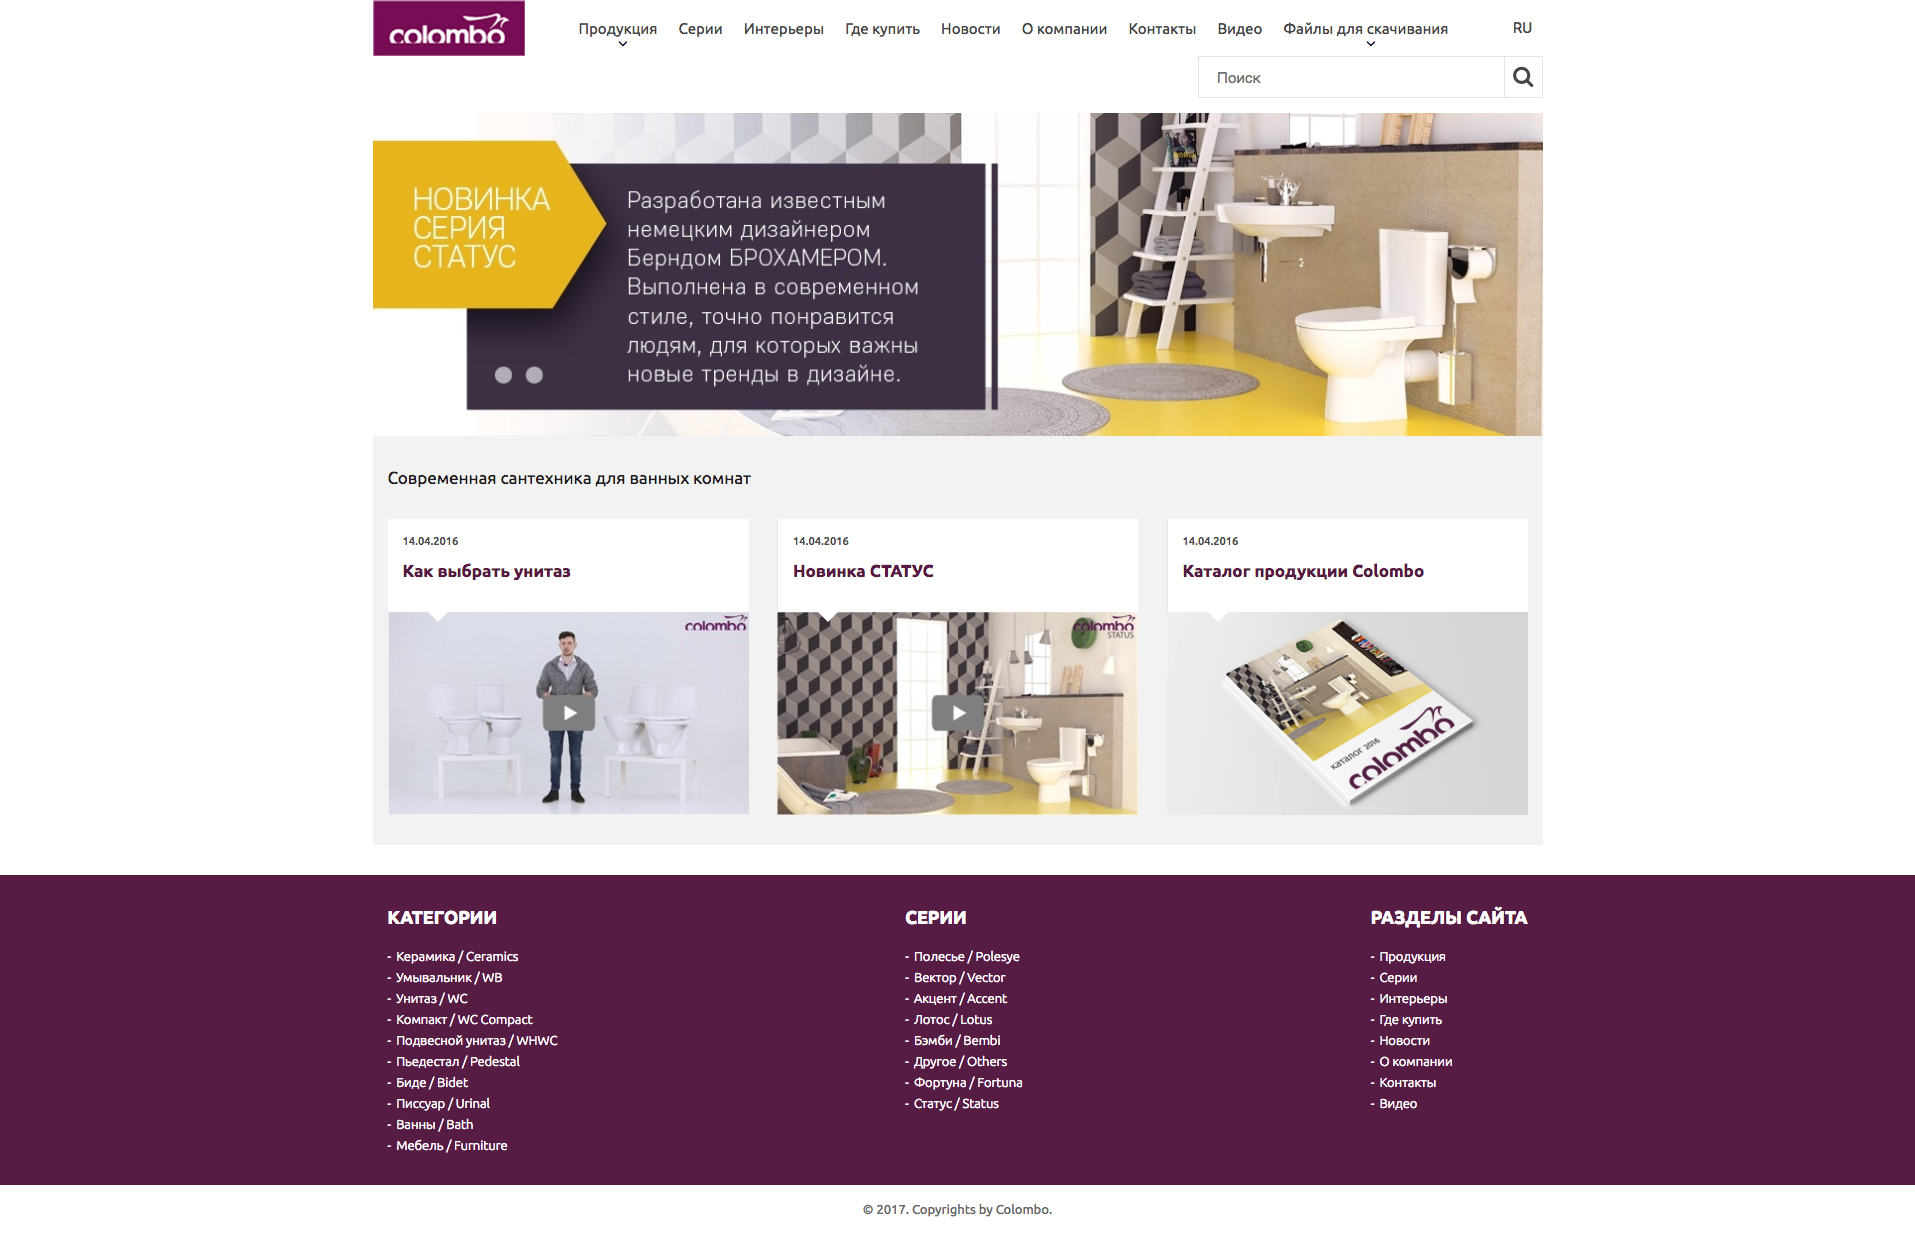 colombo
Продукция
Серии
Интерьеры
Где купить
Новости
О компании
Контакты
Видео
Файлы для скачивания
RU
Поиск
НОВИНКА
СЕРИЯ
СТАТУС
Разработана известным
немецким дизайнером
Берндом БРОХАМЕРОМ.
Выполнена в современном
стиле, точно понравится
людям, для которых важны
новые тренды в дизайне.
Современная сантехника для ванных комнат
14.04.2016
Как выбрать унитаз
colombo
14.04.2016
Новинка СТАТУС
colombo
STATUS
14.04.2016
Каталог продукции Colombo
каталог 2016
colombo
КАТЕГОРИИ
- Керамика / Ceramics
- Умывальник / WB
- Унитаз / WC
- Компакт / WC Compact
- Подвесной унитаз / WHWC
- Пьедестал / Pedestal
- Биде / Bidet
- Писсуар / Urinal
- Ванны / Bath
- Мебель / Furniture
СЕРИИ
- Полесье / Polesye
- Вектор / Vector
- Акцент / Accent
- Лотос / Lotus
- Бэмби / Bembi
- Другое / Others
- Фортуна / Fortuna
- Статус / Status
РАЗДЕЛЫ САЙТА
- Продукция
- Серии
- Интерьеры
- Где купить
- Новости
- О компании
- Контакты
- Видео
© 2017. Copyrights by Colombo.